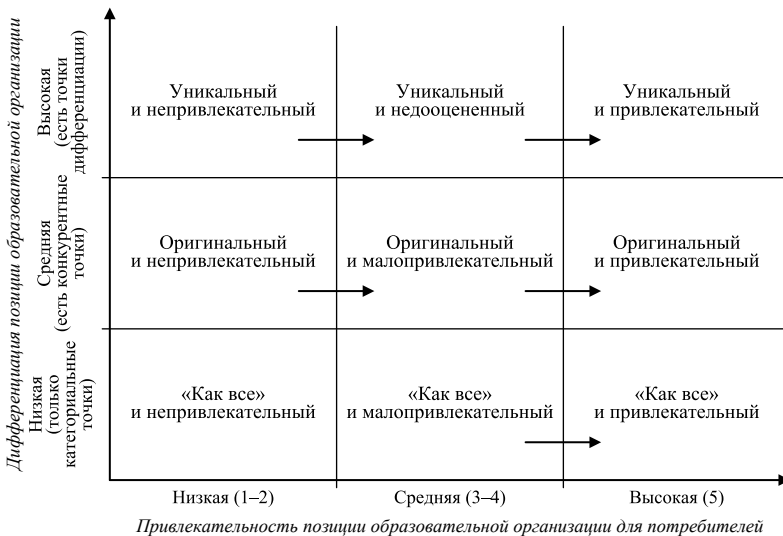 Дифференциация позиции образовательной организации
Высокая
(есть точки
дифференциации)
Уникальный
и непривлекательный
Уникальный
и недооцененный
Уникальный
и привлекательный
Средняя
(есть конкурентные
точки)
Оригинальный
и непривлекательный
Оригинальный
и малопривлекательный
Оригинальный
и привлекательный
Низкая
(только
категориальные
точки)
«Как все»
и непривлекательный
«Как все»
и малопривлекательный
«Как все»
и привлекательный
Низкая (1–2)
Средняя (3–4)
Высокая (5)
Привлекательность позиции образовательной организации для потребителей